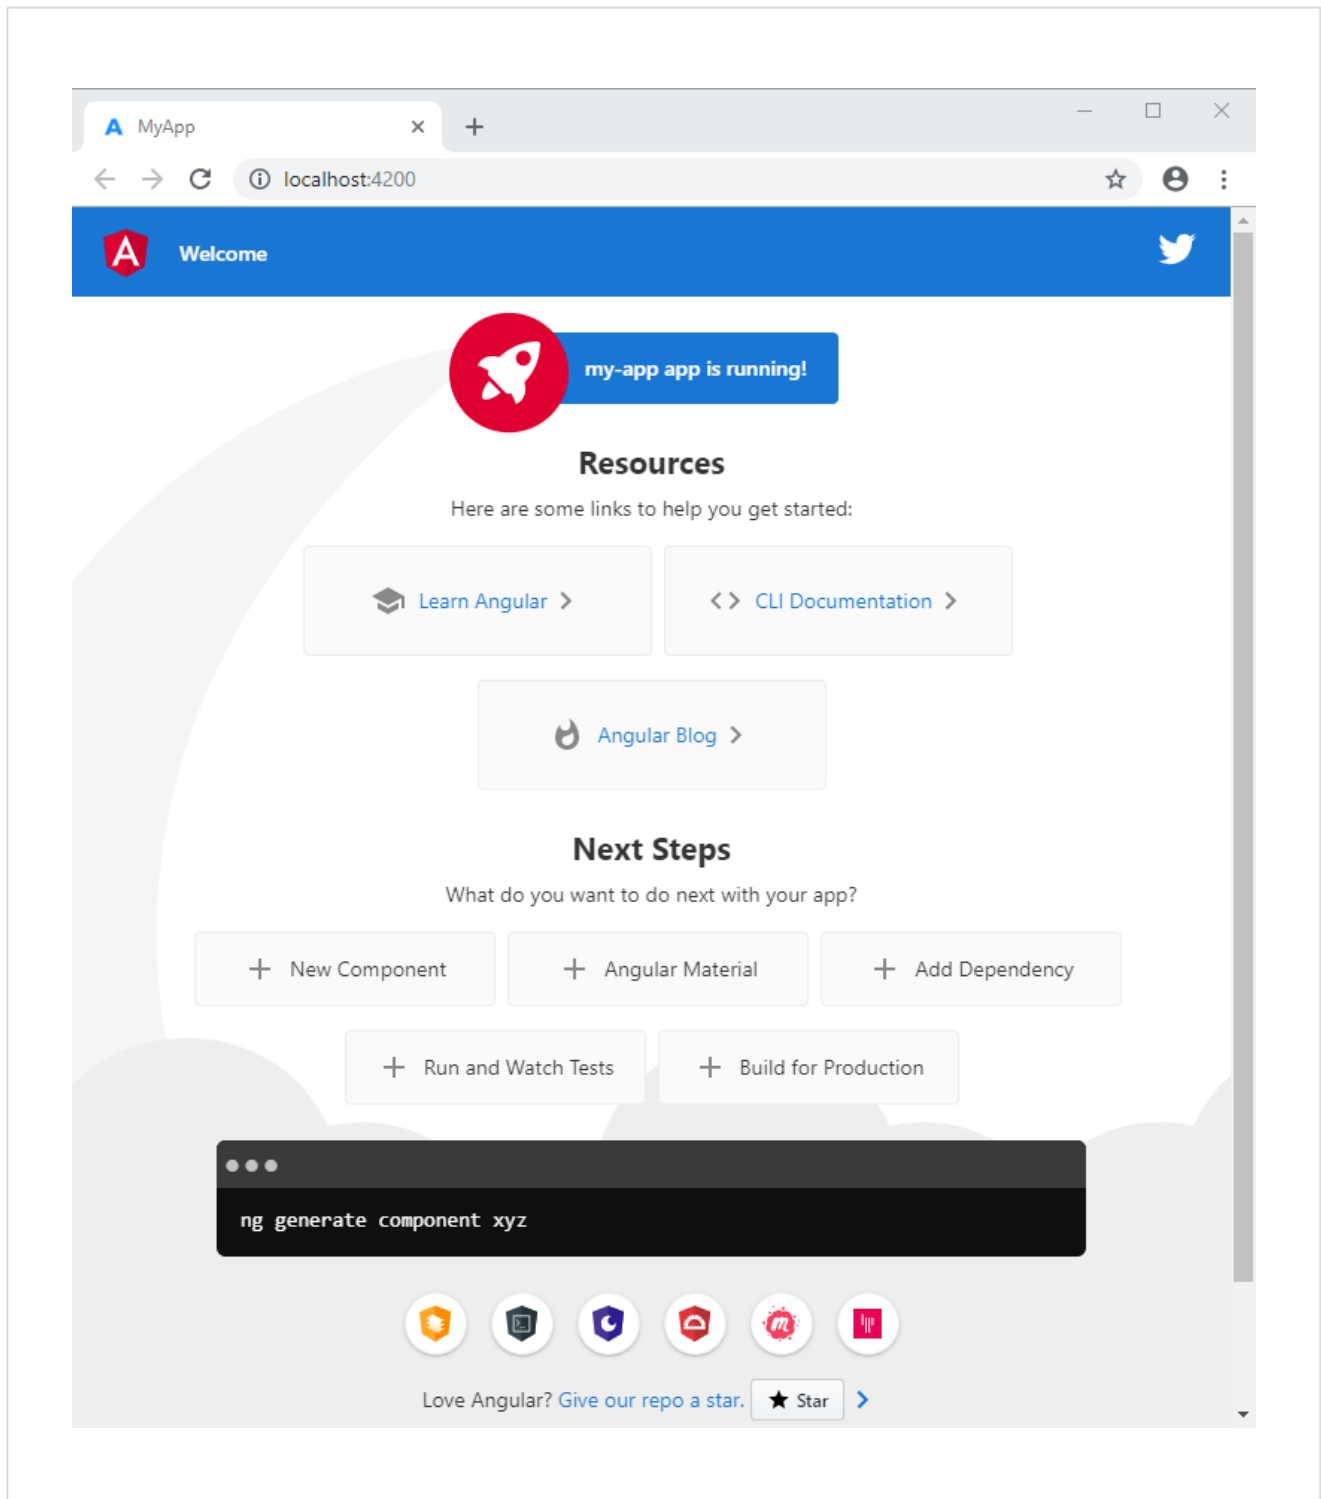 MyApp
localhost:4200
Welcome
my-app app is running!
Resources
Here are some links to help you get started:
Learn Angular
CLI Documentation
Angular Blog
Next Steps
What do you want to do next with your app?
New Component
Angular Material
Add Dependency
Run and Watch Tests
Build for Production
ng generate component xyz
Love Angular? Give our repo a star. Star